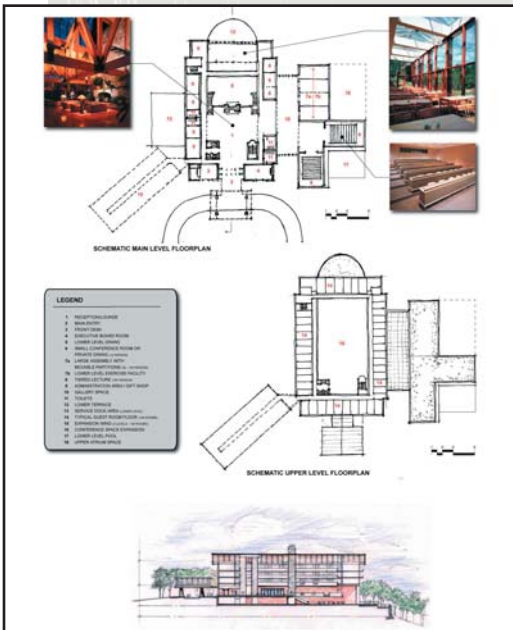 SCHEMATIC MAIN LEVEL FLOORPLAN
LEGEND
1 RECEPTION/LOUNGE
2 MAIN ENTRY
3 FRONT DESK
4 EXECUTIVE BOARD ROOM
5 LOWER LEVEL DINING
6 SMALL CONFERENCE ROOM OR
PRIVATE DINING
7a LARGE ASSEMBLY WITH
MOVABLE PARTITIONS
7b LOWER LEVEL EXERCISE FACILITY
8 TIERED LECTURE
9 ADMINISTRATION AREA / GIFT SHOP
10 GALLERY SPACE
11 TOILETS
12 LOWER TERRACE
13 SERVICE DOCK AREA
14 TYPICAL GUEST ROOM FLOOR
15 EXPANSION WING
16 CONFERENCE SPACE EXPANSION
17 LOWER LEVEL POOL
18 UPPER ATRIUM SPACE
SCHEMATIC UPPER LEVEL FLOORPLAN